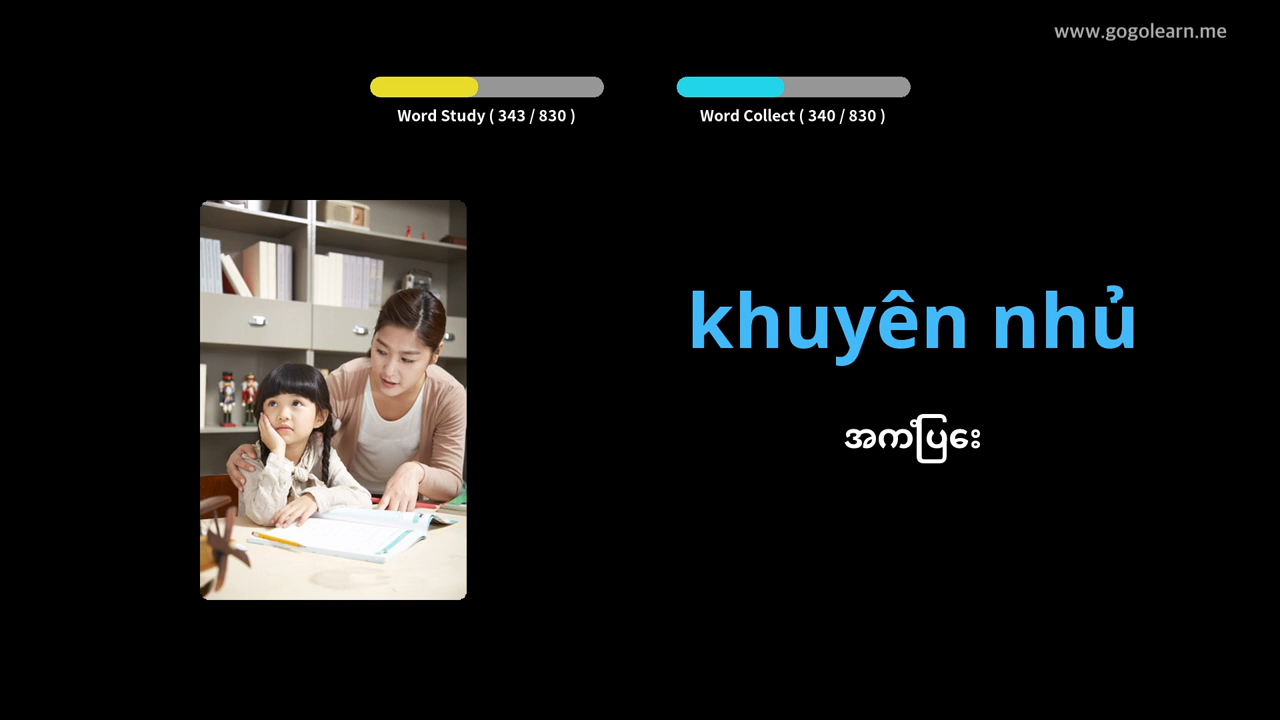 www.gogolearn.me
Word Study ( 343 / 830 )
Word Collect ( 340 / 830 )
khuyên nhủ
အကံပြေး